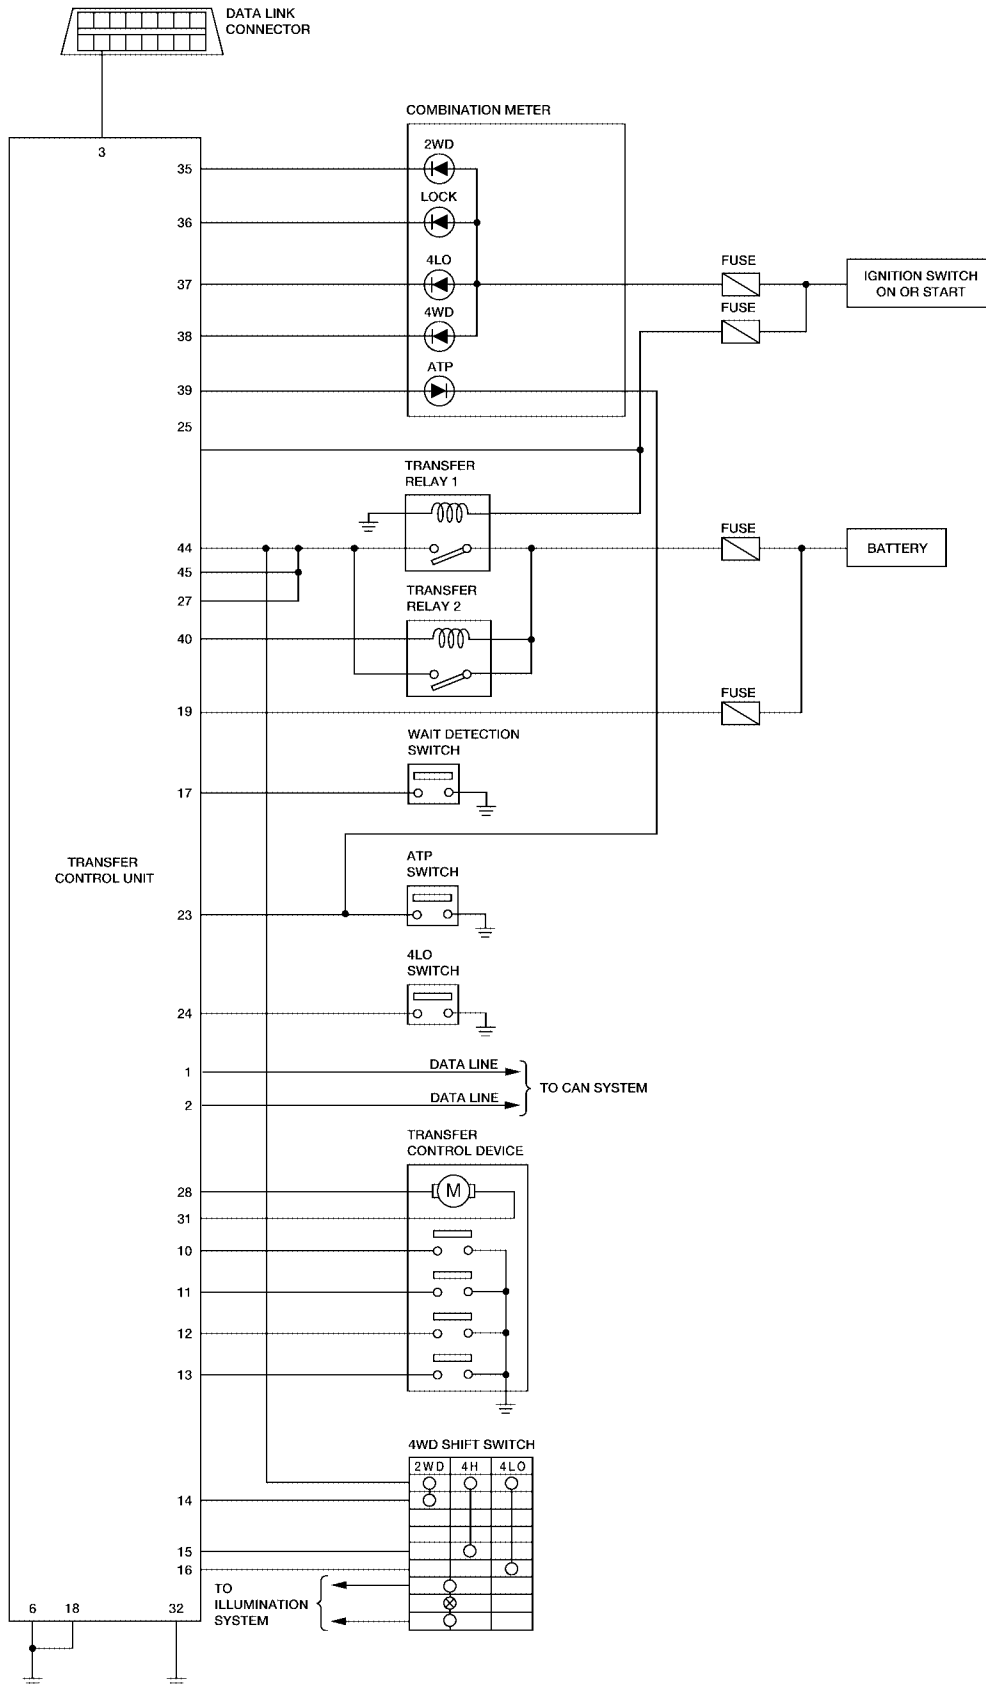 DATA LINK
CONNECTOR
3
COMBINATION METER
2WD
35
LOCK
36
4LO
37
4WD
38
ATP
39
FUSE
IGNITION SWITCH
ON OR START
FUSE
25
TRANSFER
RELAY 1
44
45
27
FUSE
BATTERY
TRANSFER
RELAY 2
40
19
FUSE
WAIT DETECTION
SWITCH
17
TRANSFER
CONTROL UNIT
ATP
SWITCH
23
4LO
SWITCH
24
1
DATA LINE
2
DATA LINE
TO CAN SYSTEM
TRANSFER
CONTROL DEVICE
28
M
31
10
11
12
13
4WD SHIFT SWITCH
2WD 4H 4LO
14
15
16
TO
ILLUMINATION
SYSTEM
6 18 32